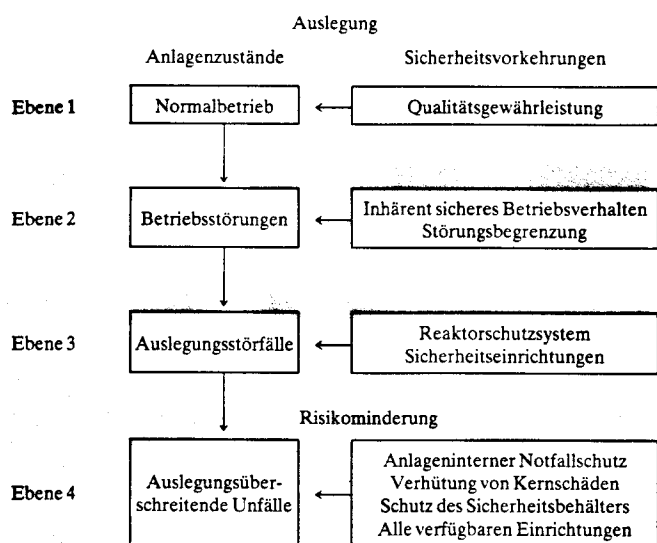 Auslegung
Anlagenzustände
Sicherheitsvorkehrungen
Ebene 1
Normalbetrieb
Qualitätsgewährleistung
Ebene 2
Betriebsstörungen
Inhärent sicheres Betriebsverhalten
Störungsbegrenzung
Ebene 3
Auslegungsstörfälle
Reaktorschutzsystem
Sicherheitseinrichtungen
Risikominderung
Ebene 4
Auslegungsüber-
schreitende Unfälle
Anlageninterner Notfallschutz
Verhütung von Kernschäden
Schutz des Sicherheitsbehälters
Alle verfügbaren Einrichtungen